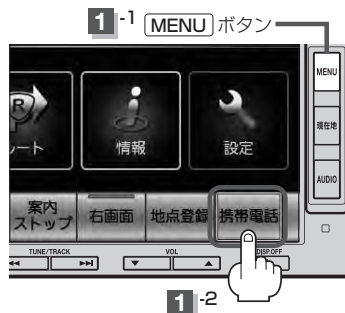 1 -1 MENU ボタン
MENU
現在地
AUDIO
R
ート
情報
設定
案内
ストップ
右画面
地点登録
携帯電話
TUNE/TRACK
VOL
DISP.OFF
1 -2